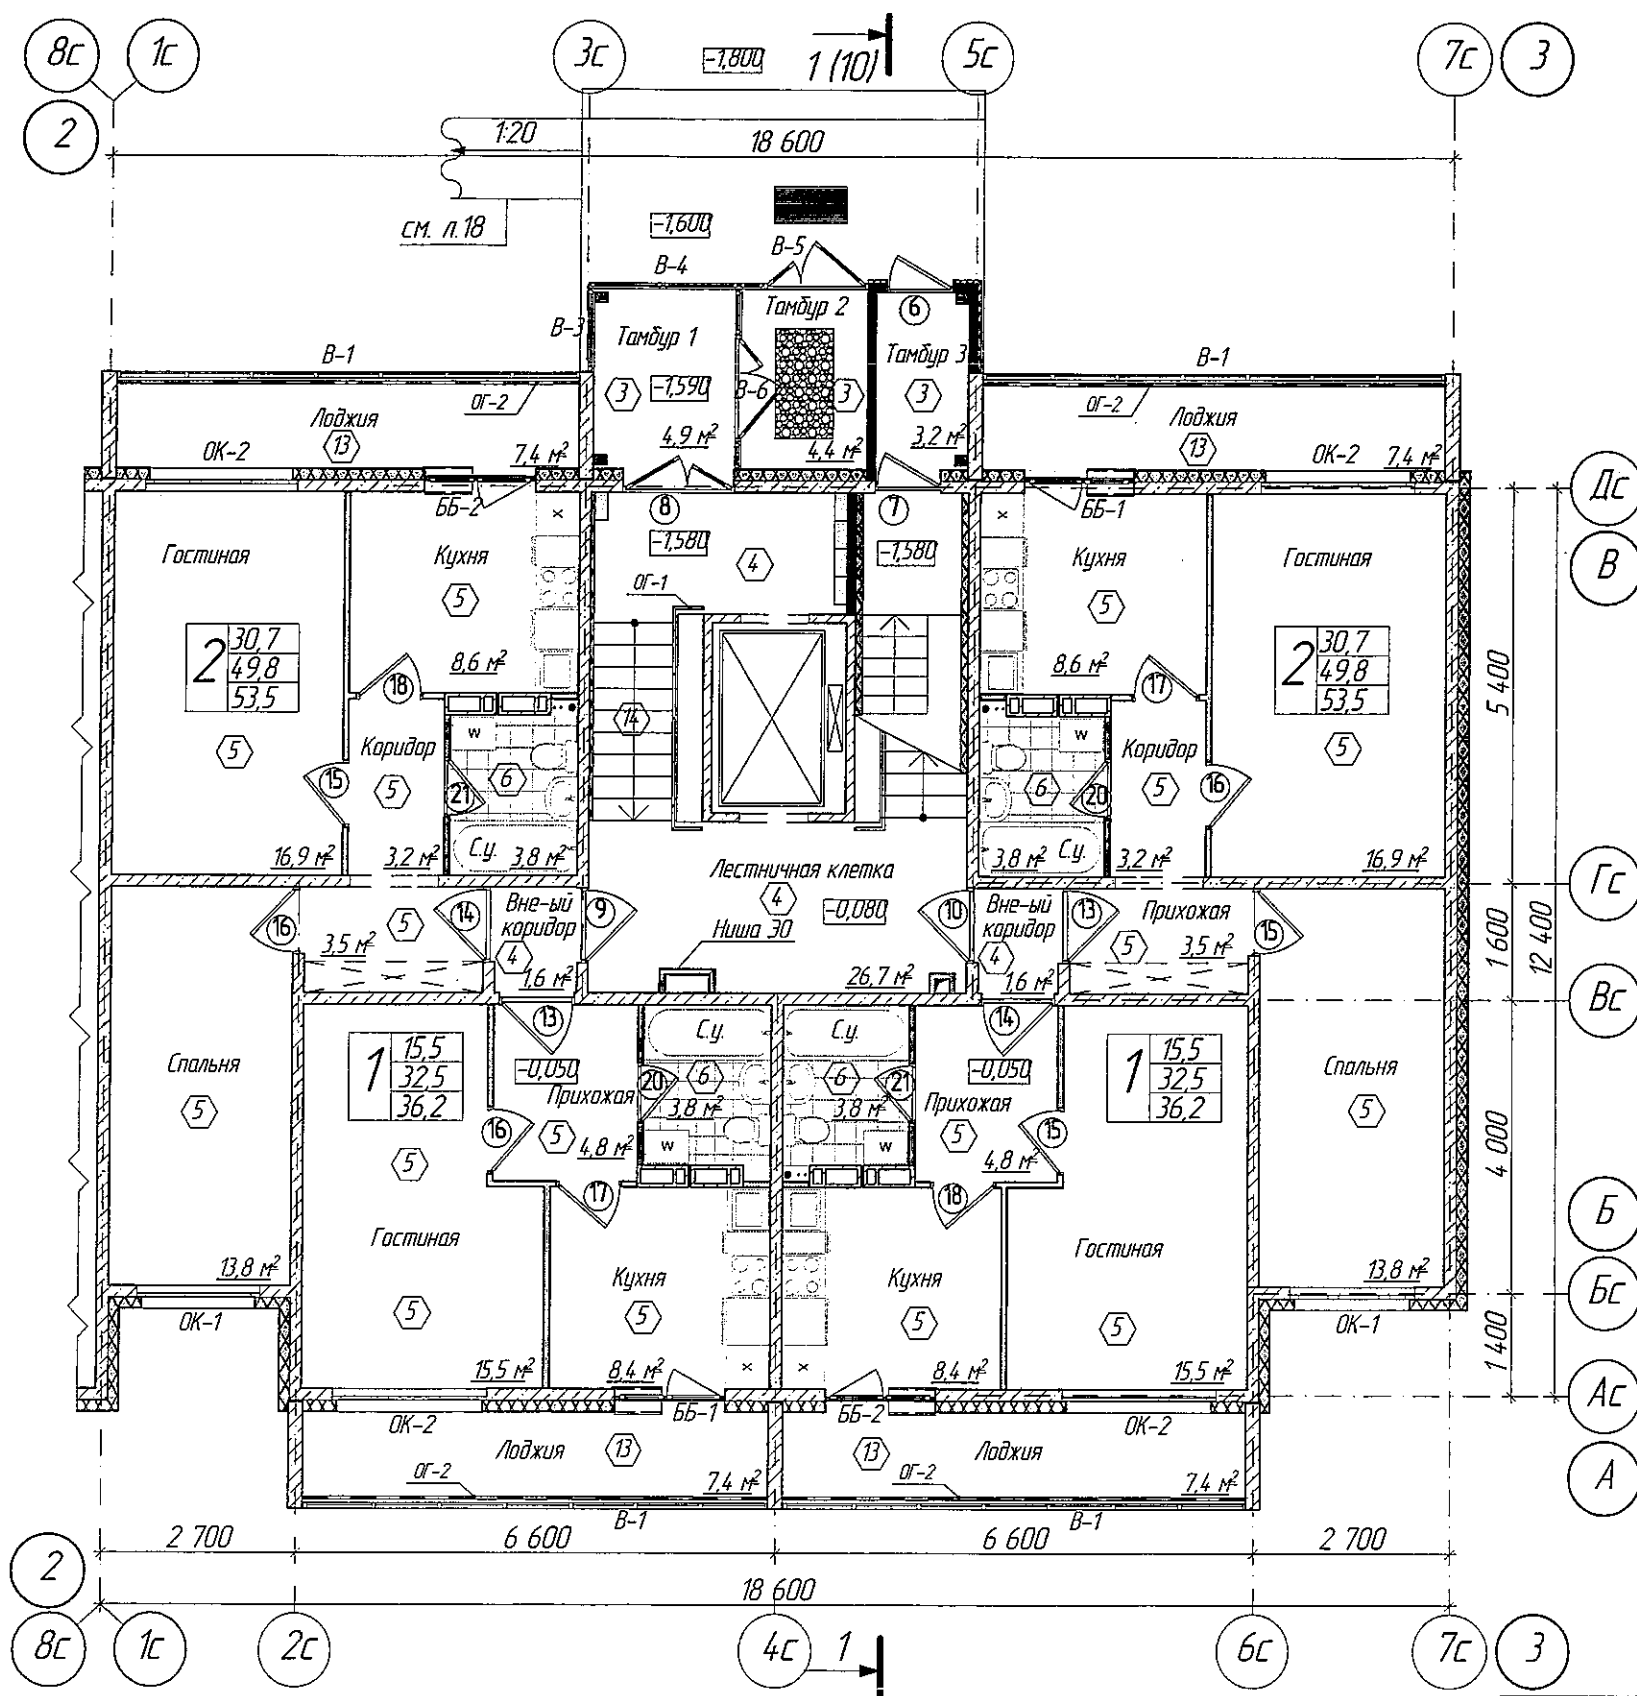 8с 1с 3с -1,800 1 (10) 5с 7с 3
2 1:20 18 600
см. л.18 -1,600
В-5
В-4
Тамбур 2 6
В-3 Тамбур 1 Тамбур 3
В-1 В-1
3 -1,590 В-6 3 3
ОГ-2 ОГ-2
Лоджия Лоджия
13 13
4,9 м² 4,4 м² 3,2 м²
ОК-2 7,4 м² ОК-2 7,4 м²
Дс
ББ-2 8 7 ББ-1
-1,580 -1,580
Гостиная Кухня 4 Кухня Гостиная
В
5 ОГ-1 5
2 30,7 2 30,7
49,8 49,8
53,5 53,5
8,6 м² 8,6 м²
5 400
18 17
14
Коридор W W Коридор
5 5
15 5 21 6 6 20 5 16
С.у. С.у.
16,9 м² 3,2 м² 3,8 м² 3,8 м² 3,2 м² 16,9 м²
Лестничная клетка
4
Гс
16 5 14 Вне-ый 9 -0,080 10 Вне-ый 13 Прихожая 15
коридор коридор
Ниша ЭО
3,5 м² 4 4 5 3,5 м²
1,6 м² 26,7 м² 1,6 м²
1 600 12 400
Вс
13 С.у. С.у. 14
1 15,5 1 15,5
32,5 32,5
36,2 36,2
Спальня -0,050 20 6 6 21 -0,050 Спальня
5 Прихожая 3,8 м² 3,8 м² Прихожая 5
16 5 W W 5 15
5 4,8 м² 4,8 м²
4 000
17 18
Б
Гостиная Гостиная
13,8 м² Кухня Кухня 13,8 м²
Бс
5 5 5 5
ОК-1 ОК-1
15,5 м² 8,4 м² 8,4 м² 15,5 м²
1 400
Ас
ОК-2 ББ-1 ББ-2 ОК-2
Лоджия 13 13 Лоджия
ОГ-2 7,4 м² ОГ-2 7,4 м²
А
В-1 В-1
2 2 700 6 600 6 600 2 700
18 600
8с 1с 2с 4с 1 6с 7с 3